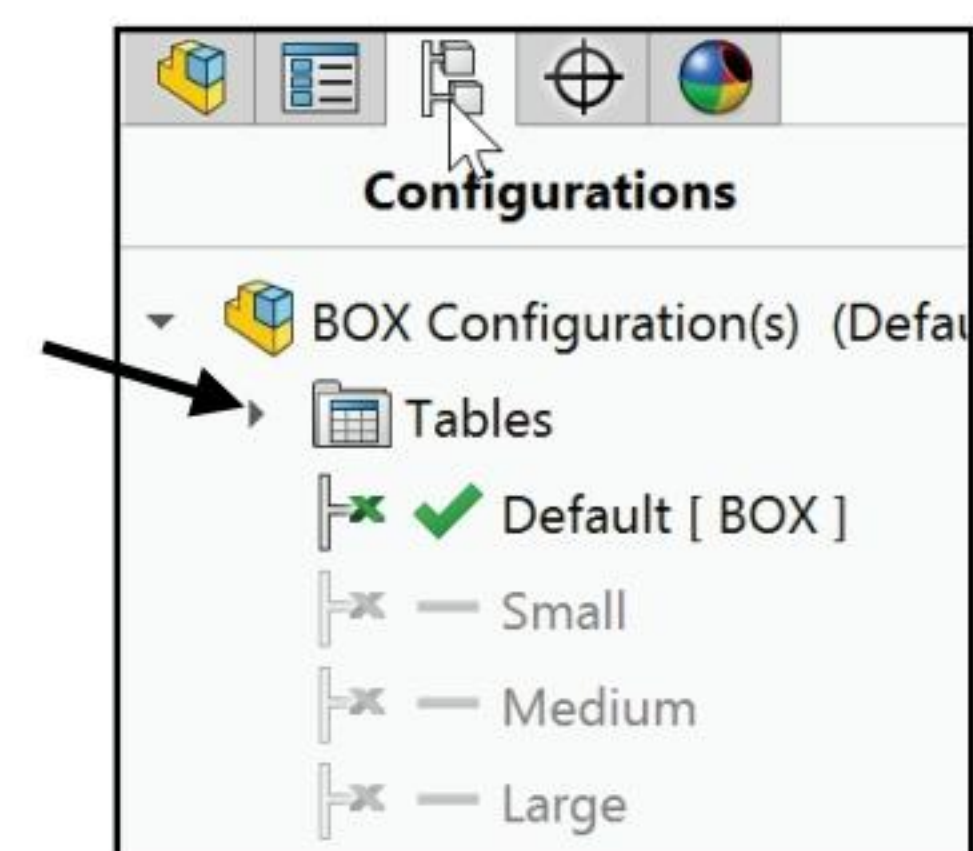 Configurations
BOX Configuration(s) (Defau
Tables
Default [ BOX ]
Small
Medium
Large